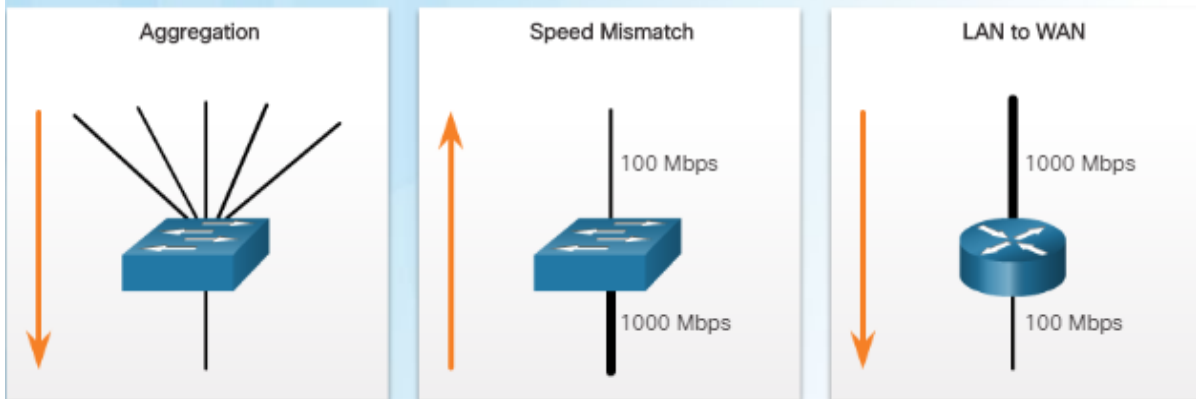 Aggregation
Speed Mismatch
100 Mbps
1000 Mbps
LAN to WAN
1000 Mbps
100 Mbps